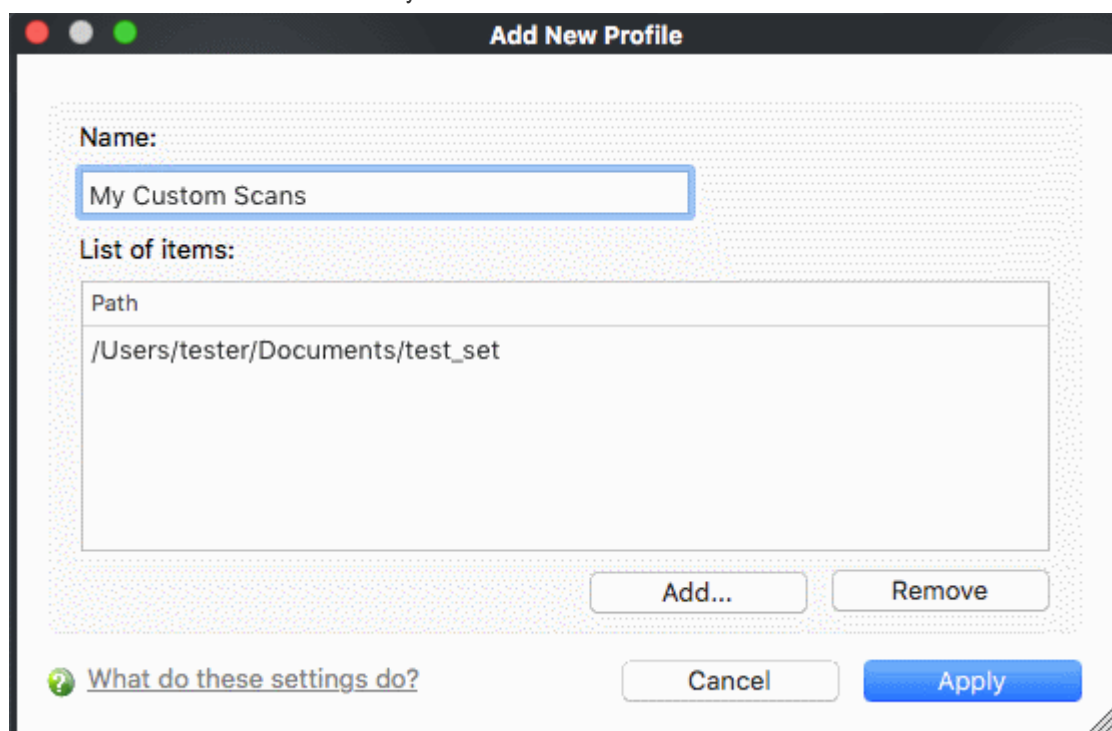 Add New Profile
Name:
My Custom Scans
List of items:
Path
/Users/tester/Documents/test_set
Add... Remove
What do these settings do? Cancel Apply